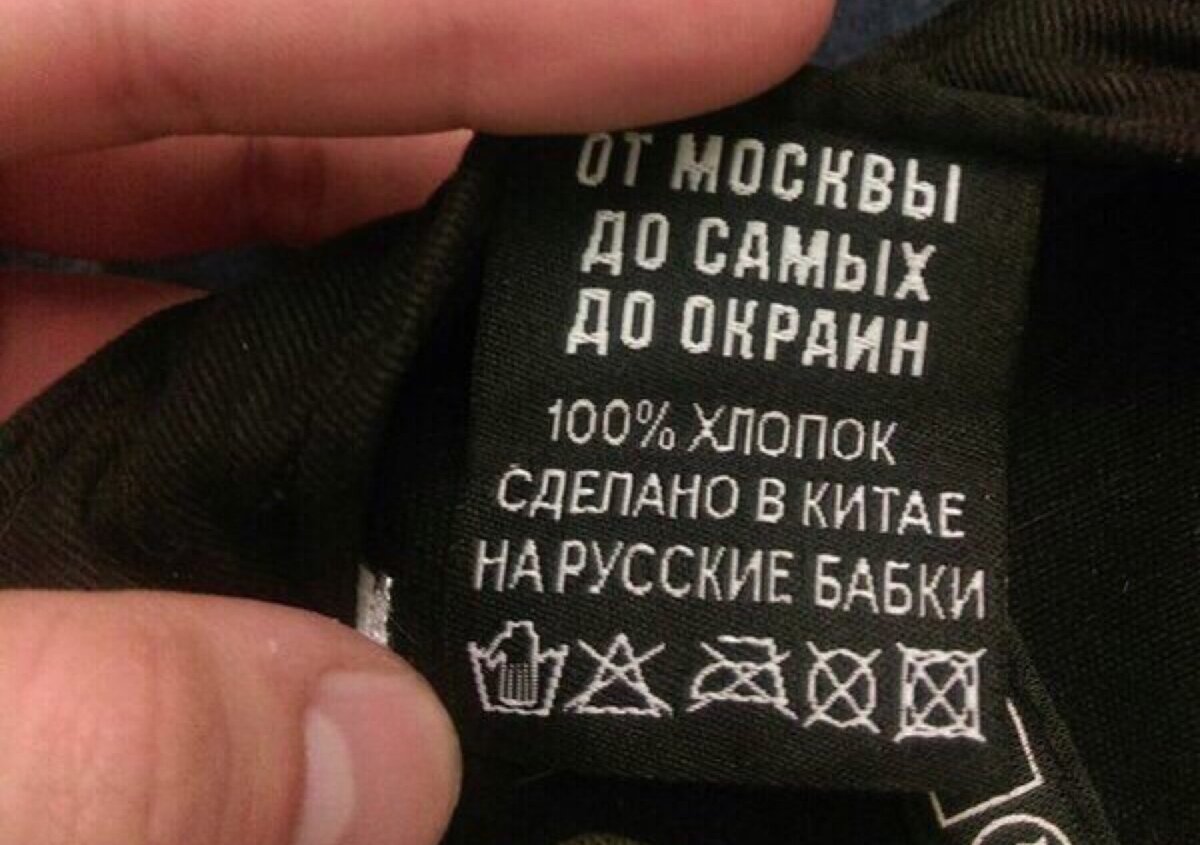 ОТ МОСКВЫ
ДО САМЫХ
ДО ОКРАИН
100% ХЛОПОК
СДЕЛАНО В КИТАЕ
НА РУССКИЕ БАБКИ